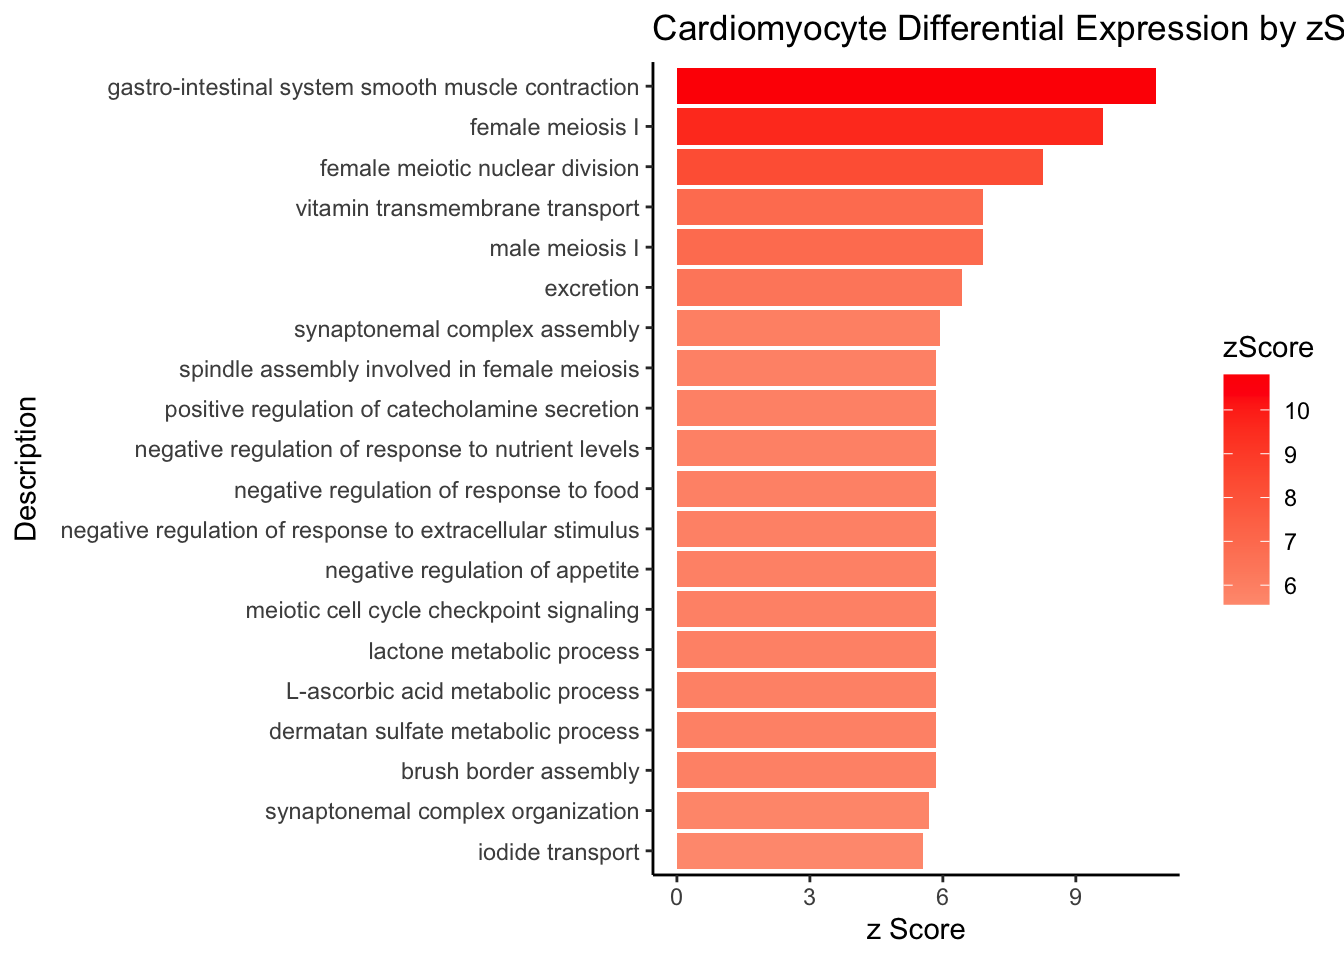 Cardiomyocyte Differential Expression by zS
gastro-intestinal system smooth muscle contraction
female meiosis I
female meiotic nuclear division
vitamin transmembrane transport
male meiosis I
excretion
synaptonemal complex assembly
spindle assembly involved in female meiosis
positive regulation of catecholamine secretion
negative regulation of response to nutrient levels
negative regulation of response to food
negative regulation of response to extracellular stimulus
negative regulation of appetite
meiotic cell cycle checkpoint signaling
lactone metabolic process
L-ascorbic acid metabolic process
dermatan sulfate metabolic process
brush border assembly
synaptonemal complex organization
iodide transport
Description
0 3 6 9
z Score
zScore
10
9
8
7
6